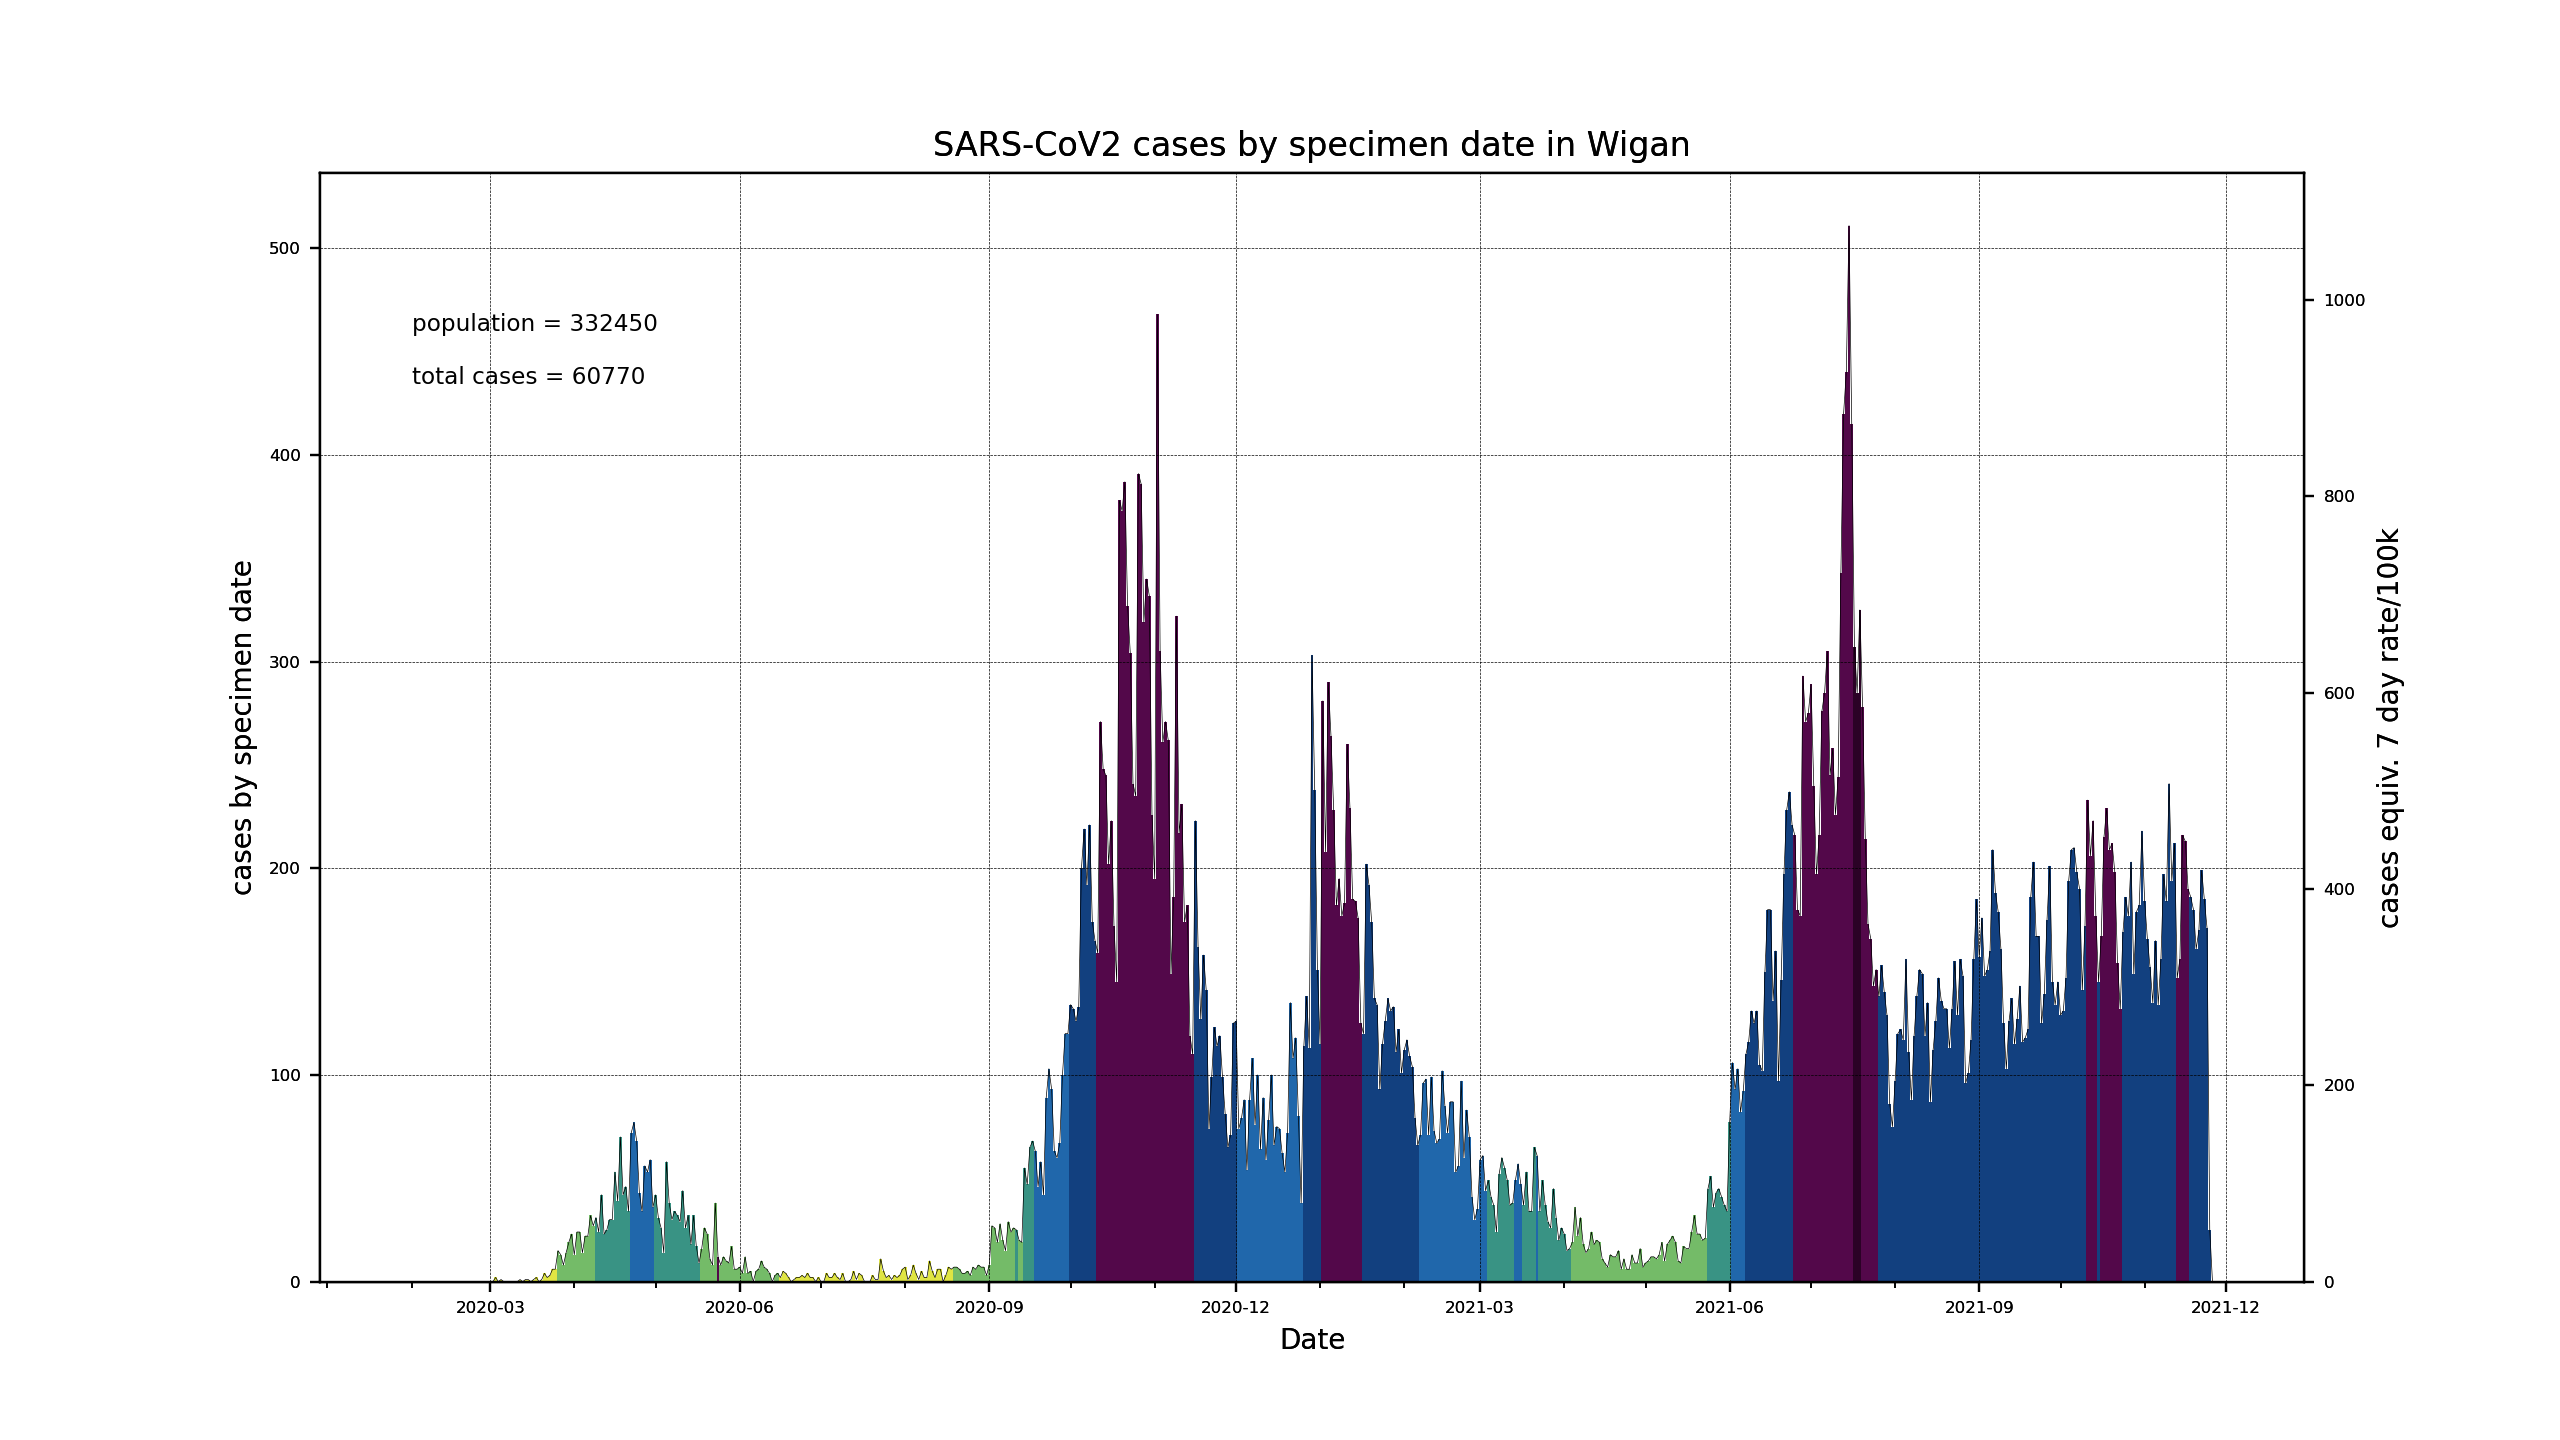 SARS-CoV2 cases by specimen date in Wigan
population = 332450
total cases = 60770
cases by specimen date
500
400
300
200
100
0
cases equiv. 7 day rate/100k
1000
800
600
400
200
0
2020-03 2020-06 2020-09 2020-12 2021-03 2021-06 2021-09 2021-12
Date